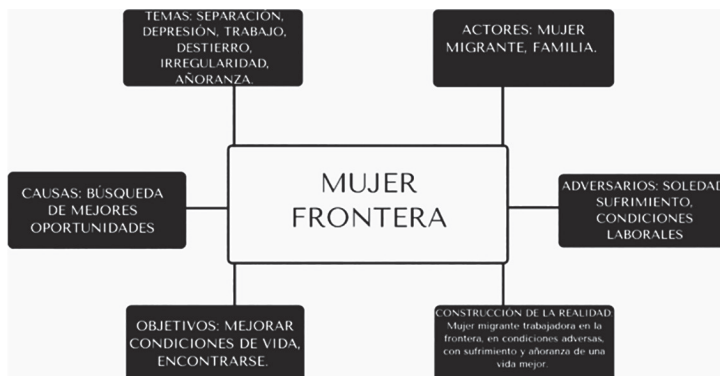 TEMAS: SEPARACIÓN,
DEPRESIÓN, TRABAJO,
DESTIERRO,
IRREGULARIDAD,
AÑORANZA.
ACTORES: MUJER
MIGRANTE, FAMILIA.
CAUSAS: BÚSQUEDA
DE MEJORES
OPORTUNIDADES
MUJER
FRONTERA
ADVERSARIOS: SOLEDAD
SUFRIMIENTO,
CONDICIONES
LABORALES
OBJETIVOS: MEJORAR
CONDICIONES DE VIDA,
ENCONTRARSE.
CONSTRUCCIÓN DE LA REALIDAD:
Mujer migrante trabajadora en la
frontera, en condiciones adversas,
con sufrimiento y añoranza de una
vida mejor.